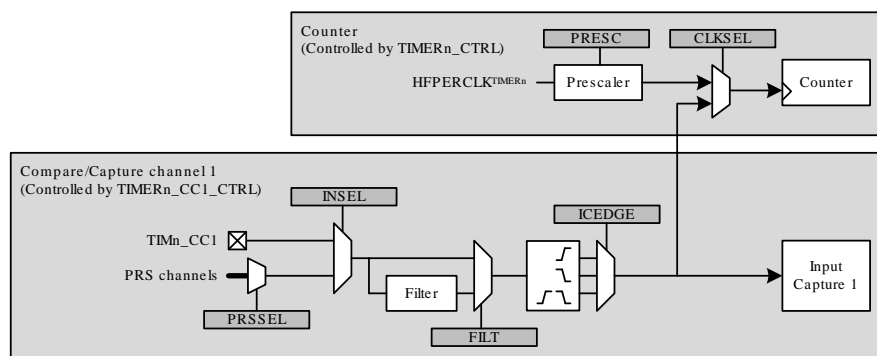 Counter
(Controlled by TIMERn_CTRL)
PRESC
CLKSEL
HFPERCLKTIMERn
Prescaler
Counter
Compare/Capture channel 1
(Controlled by TIMERn_CC1_CTRL)
INSEL
ICEDGE
TIMn_CC1
PRS channels
Filter
Input
Capture 1
PRSSEL
FILT